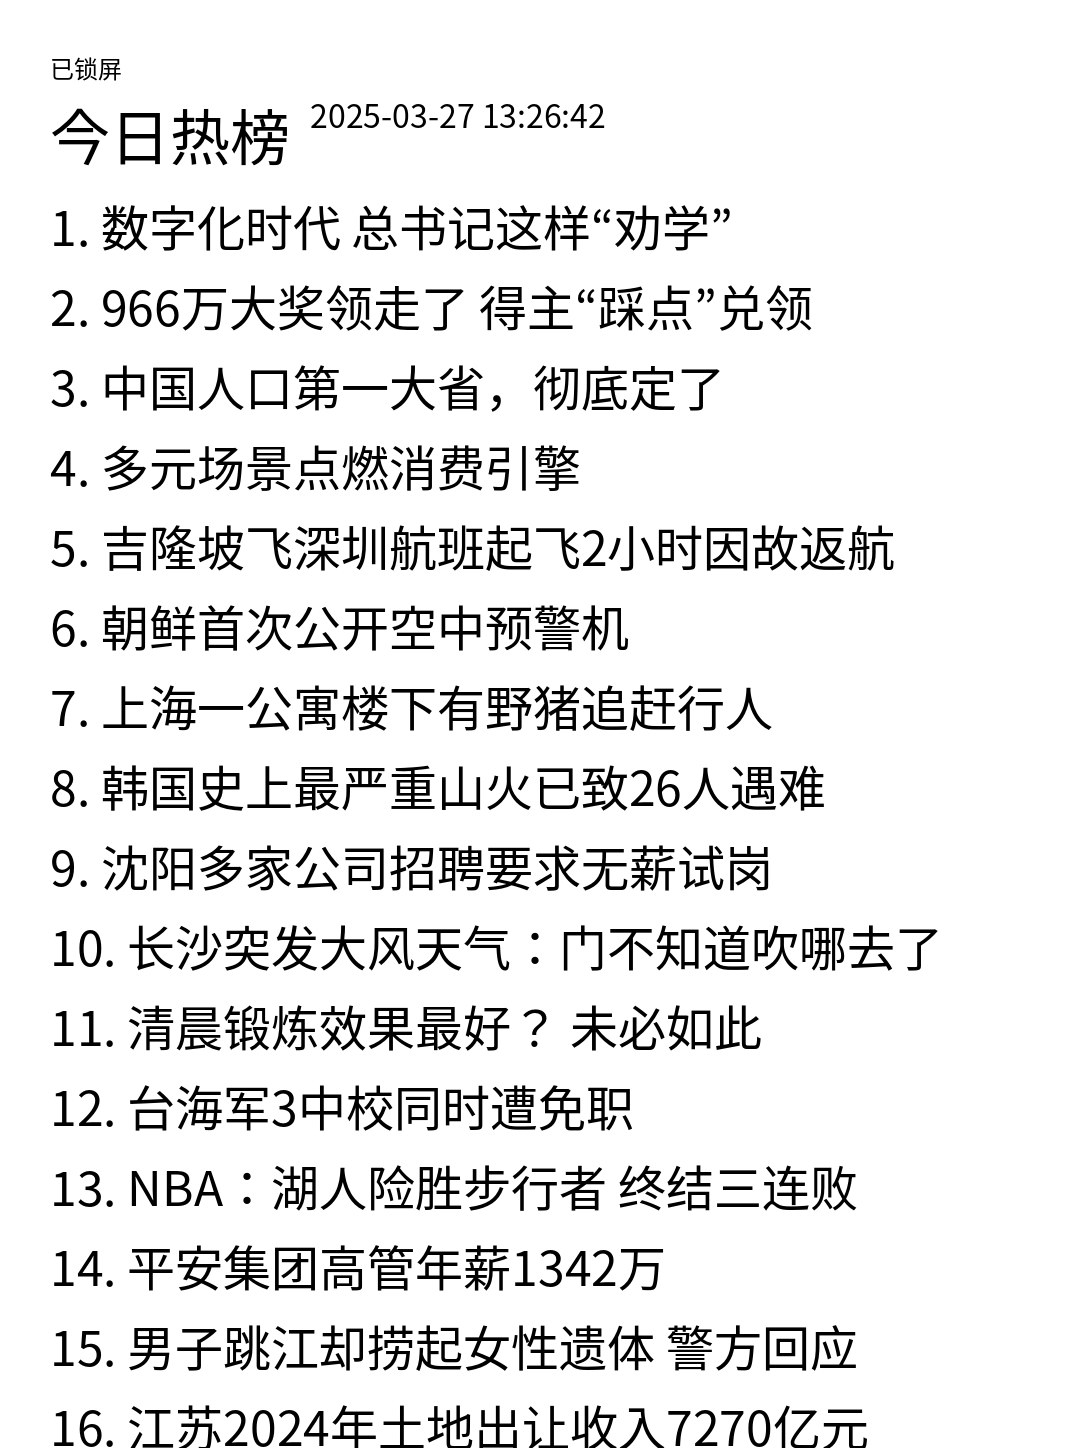 已锁屏
今日热榜 2025-03-27 13:26:42
1. 数字化时代 总书记这样“劝学”
2. 966万大奖领走了 得主“踩点”兑领
3. 中国人口第一大省，彻底定了
4. 多元场景点燃消费引擎
5. 吉隆坡飞深圳航班起飞2小时因故返航
6. 朝鲜首次公开空中预警机
7. 上海一公寓楼下有野猪追赶行人
8. 韩国史上最严重山火已致26人遇难
9. 沈阳多家公司招聘要求无薪试岗
10. 长沙突发大风天气：门不知道吹哪去了
11. 清晨锻炼效果最好？ 未必如此
12. 台海军3中校同时遭免职
13. NBA：湖人险胜步行者 终结三连败
14. 平安集团高管年薪1342万
15. 男子跳江却捞起女性遗体 警方回应
16. 江苏2024年土地出让收入7270亿元